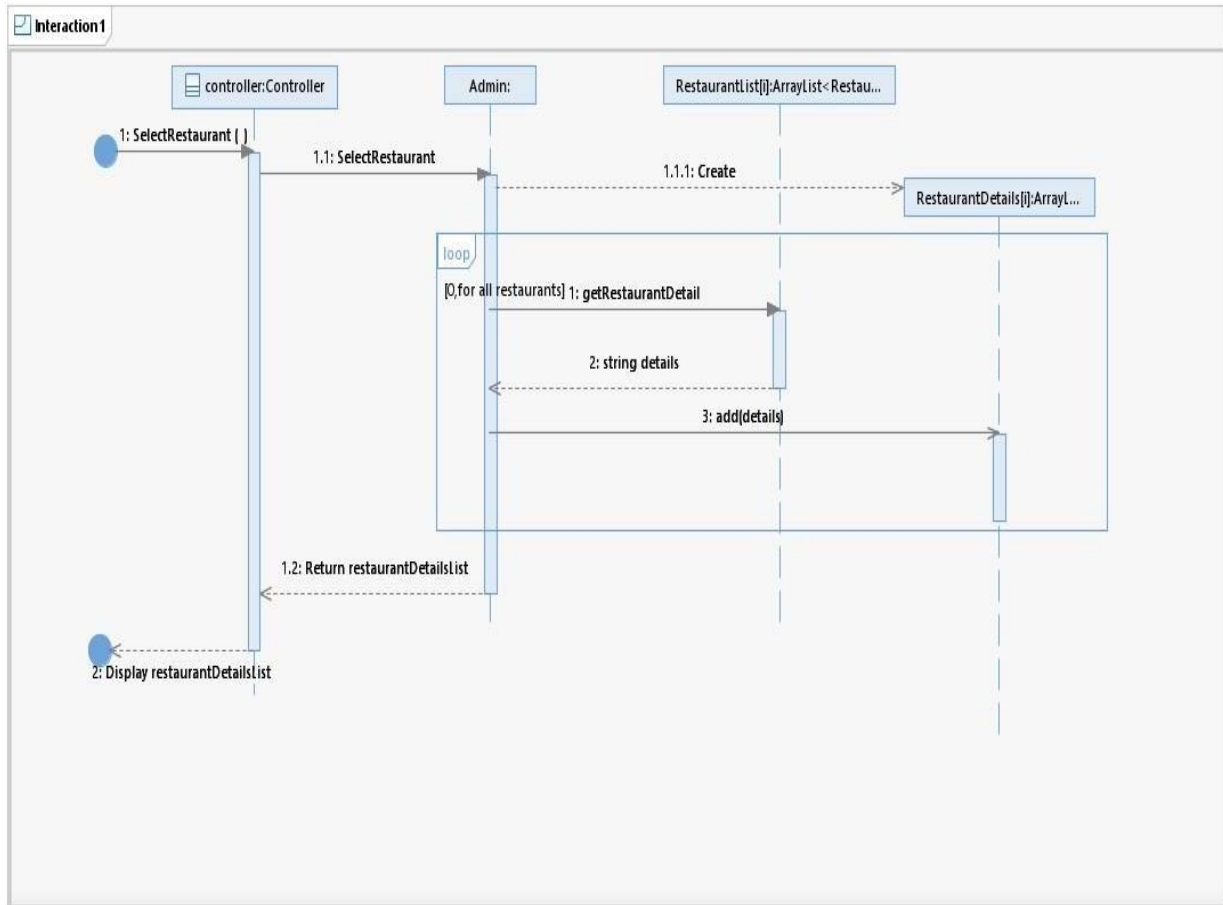 Interaction1
controller:Controller
Admin:
RestaurantList[i]:ArrayList<Restau...
1: SelectRestaurant ( )
1.1: SelectRestaurant
1.1.1: Create
RestaurantDetails[i]:ArrayL...
loop
[0,for all restaurants]
1: getRestaurantDetail
2: string details
3: add(details)
1.2: Return restaurantDetailsList
2: Display restaurantDetailsList